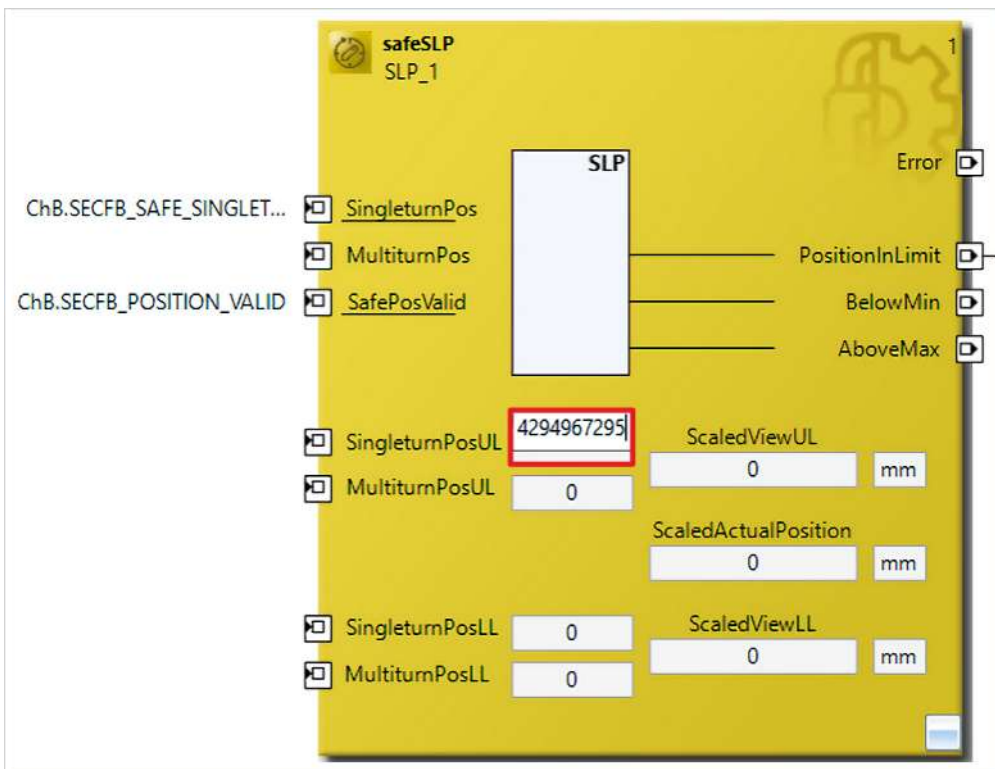 safeSLP
SLP_1
1
SLP
Error
ChB.SECFB_SAFE_SINGLET...
SingleturnPos
MultiturnPos
PositionInLimit
ChB.SECFB_POSITION_VALID
SafePosValid
BelowMin
AboveMax
SingleturnPosUL
4294967295
ScaledViewUL
0
mm
MultiturnPosUL
0
ScaledActualPosition
0
mm
SingleturnPosLL
0
ScaledViewLL
0
mm
MultiturnPosLL
0